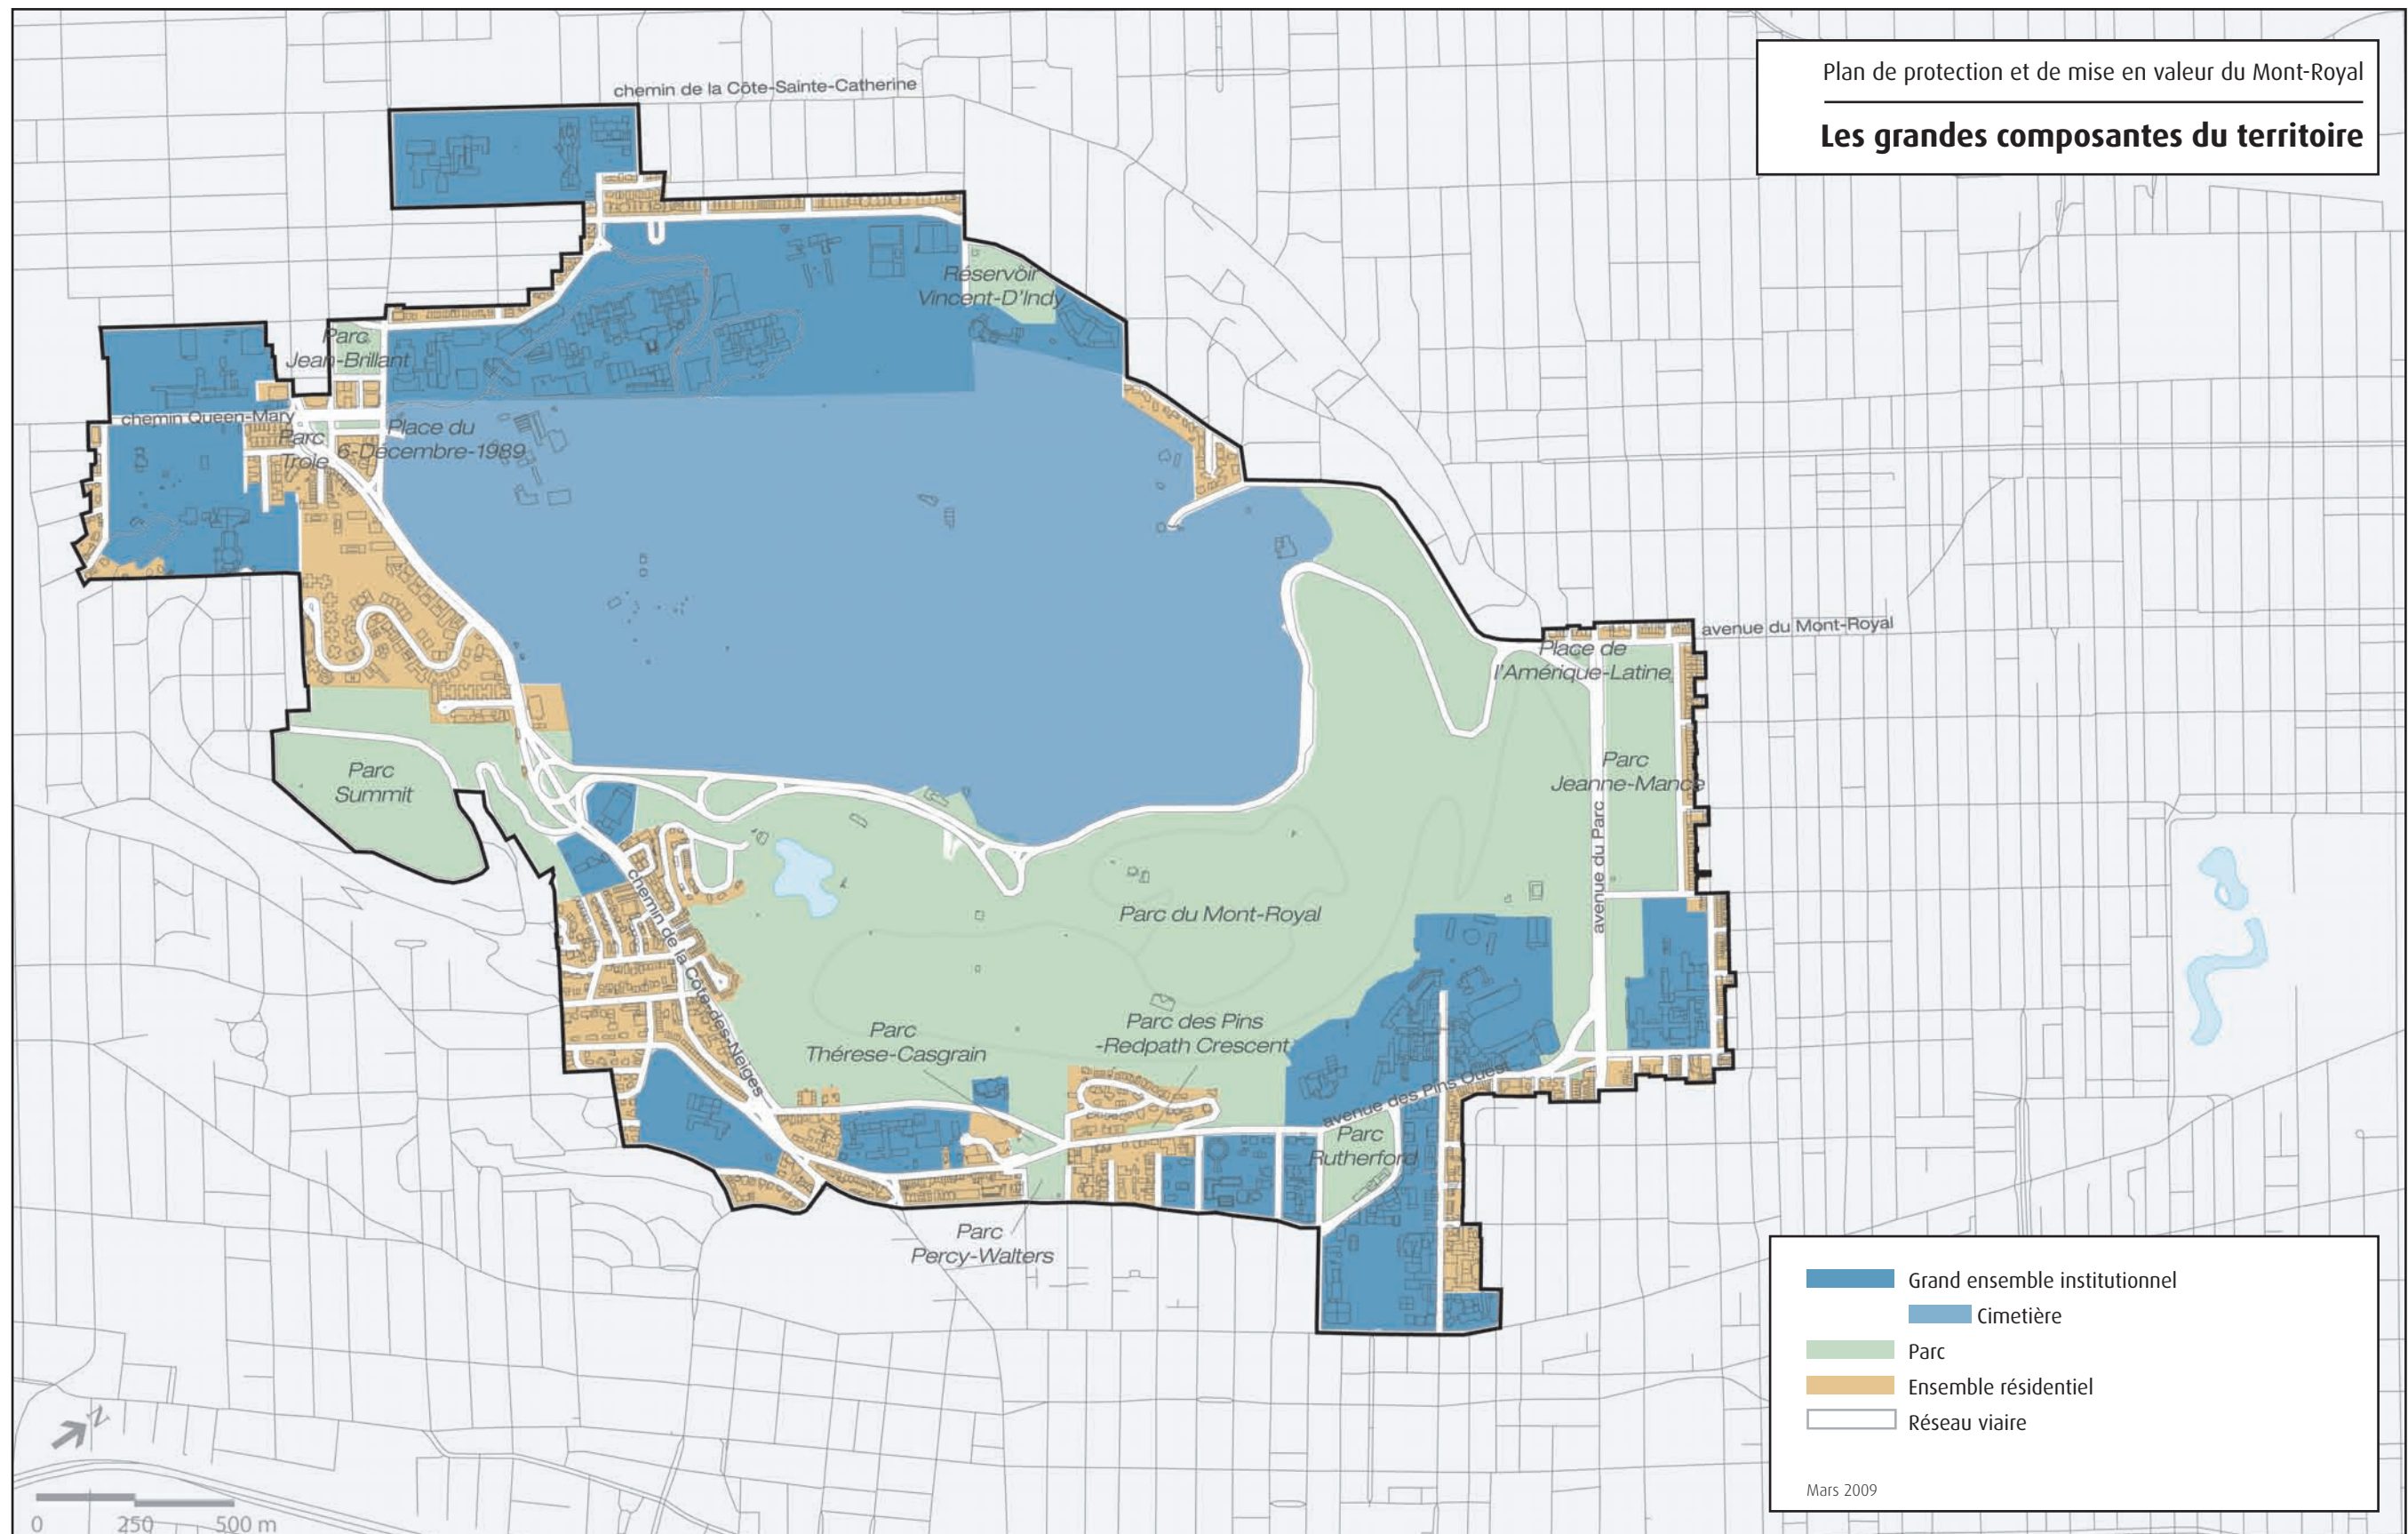 Plan de protection et de mise en valeur du Mont-Royal
Les grandes composantes du territoire
chemin de la Côte-Sainte-Catherine
Réservoir
Vincent-D'Indy
Parc
Jean-Brillant
chemin Queen-Mary
Parc
Trole
Place du
6-Décembre-1989
avenue du Mont-Royal
Place de
l'Amérique-Latine
Parc
Summit
Parc
Jeanne-Mance
avenue du Parc
chemin de la Côte-des-Neiges
Parc du Mont-Royal
Parc
Thérese-Casgrain
Parc des Pins
-Redpath Crescent
avenue des Pins Ouest
Parc
Rutherford
Parc
Percy-Walters
Grand ensemble institutionnel
Cimetière
Parc
Ensemble résidentiel
Réseau viaire
Mars 2009
N
0 250 500 m